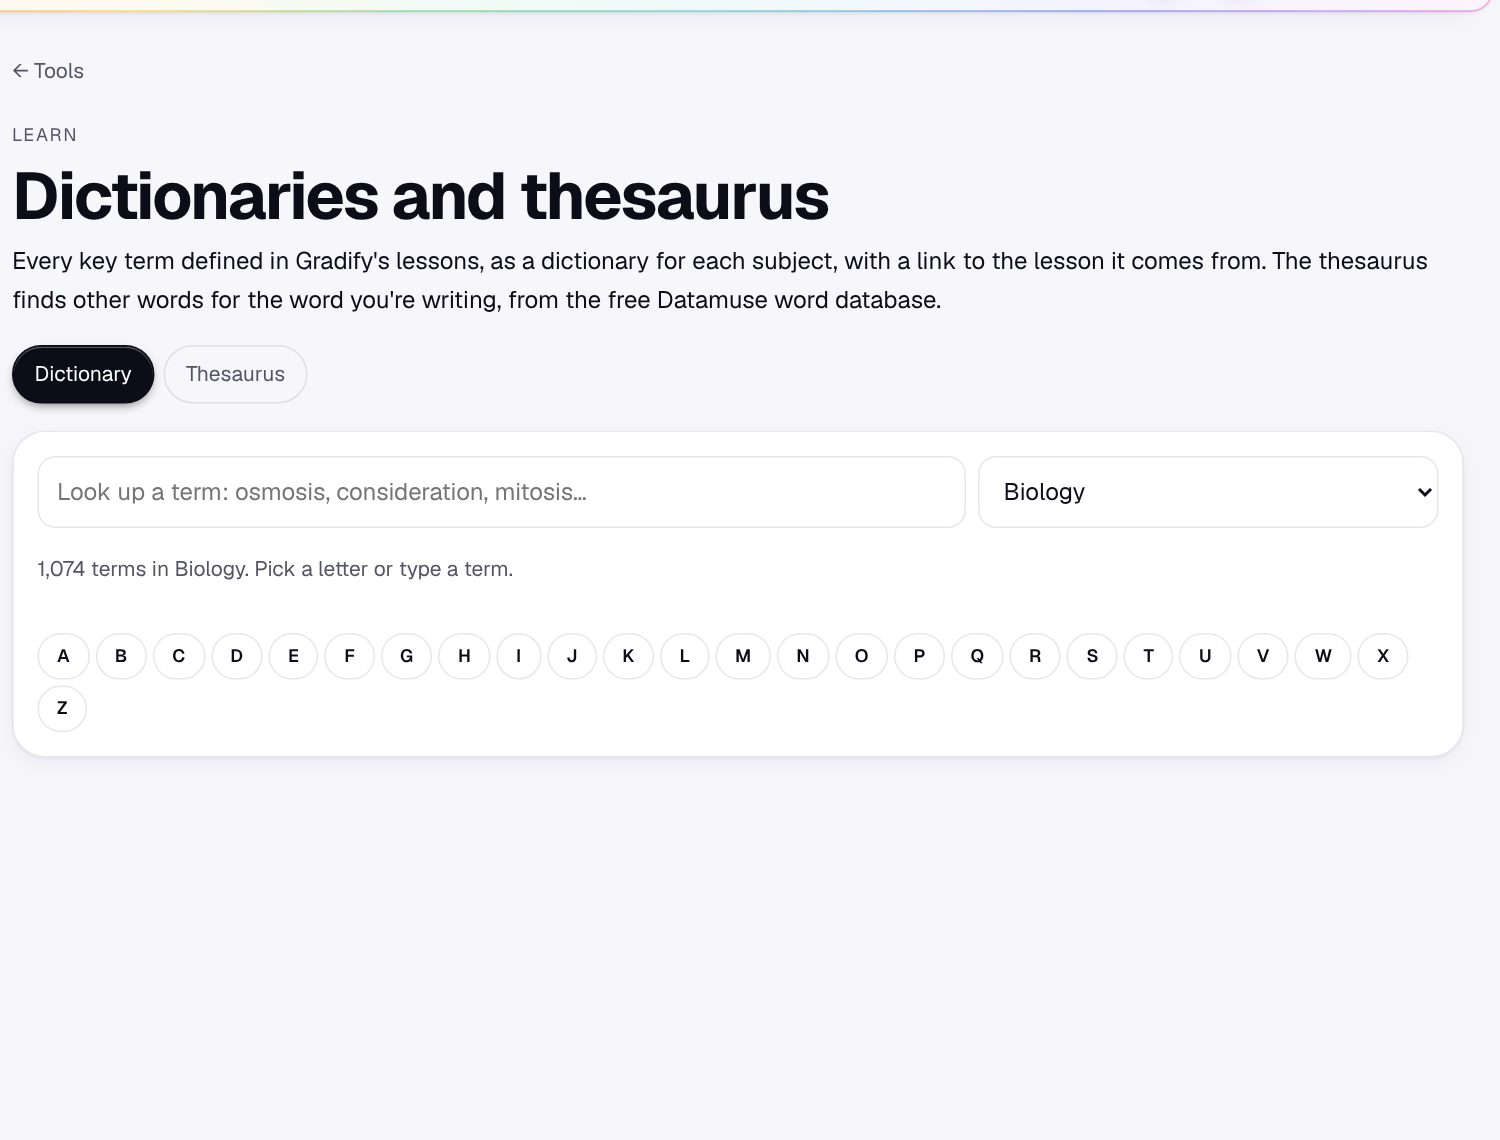 ← Tools
LEARN
Dictionaries and thesaurus
Every key term defined in Gradify's lessons, as a dictionary for each subject, with a link to the lesson it comes from. The thesaurus
finds other words for the word you're writing, from the free Datamuse word database.
Dictionary Thesaurus
Look up a term: osmosis, consideration, mitosis... Biology
1,074 terms in Biology. Pick a letter or type a term.
A B C D E F G H I J K L M N O P Q R S T U V W X
Z